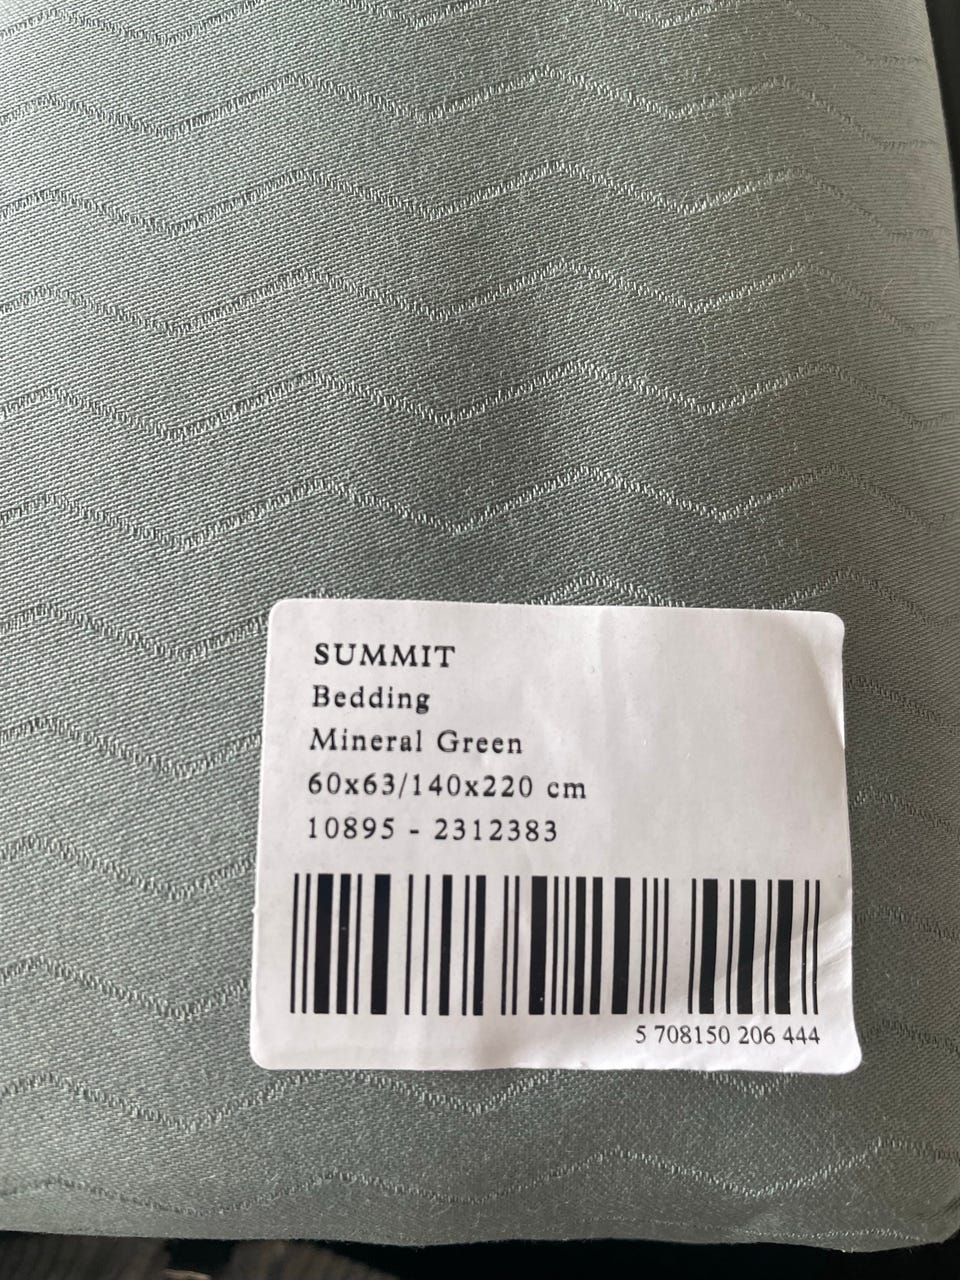 SUMMIT
Bedding
Mineral Green
60x63/140x220 cm
10895 - 2312383
5 708150 206 444